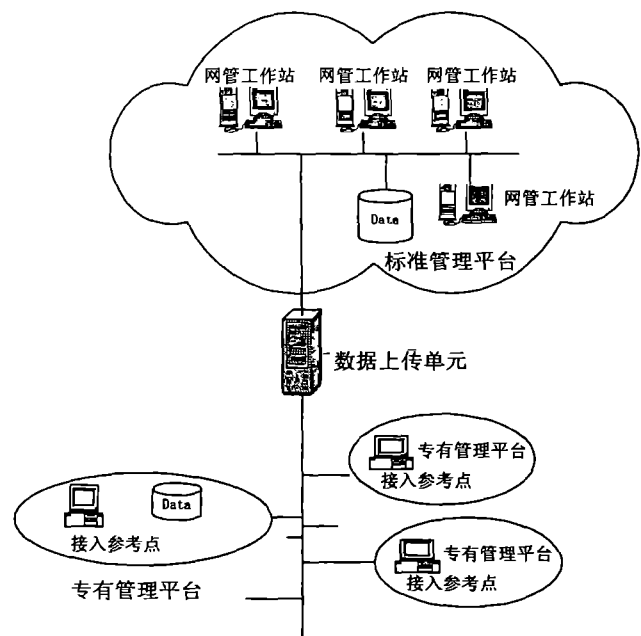 网管工作站 网管工作站 网管工作站
网管工作站
Data
标准管理平台
数据上传单元
专有管理平台
接入参考点
Data
接入参考点
专有管理平台
接入参考点
专有管理平台